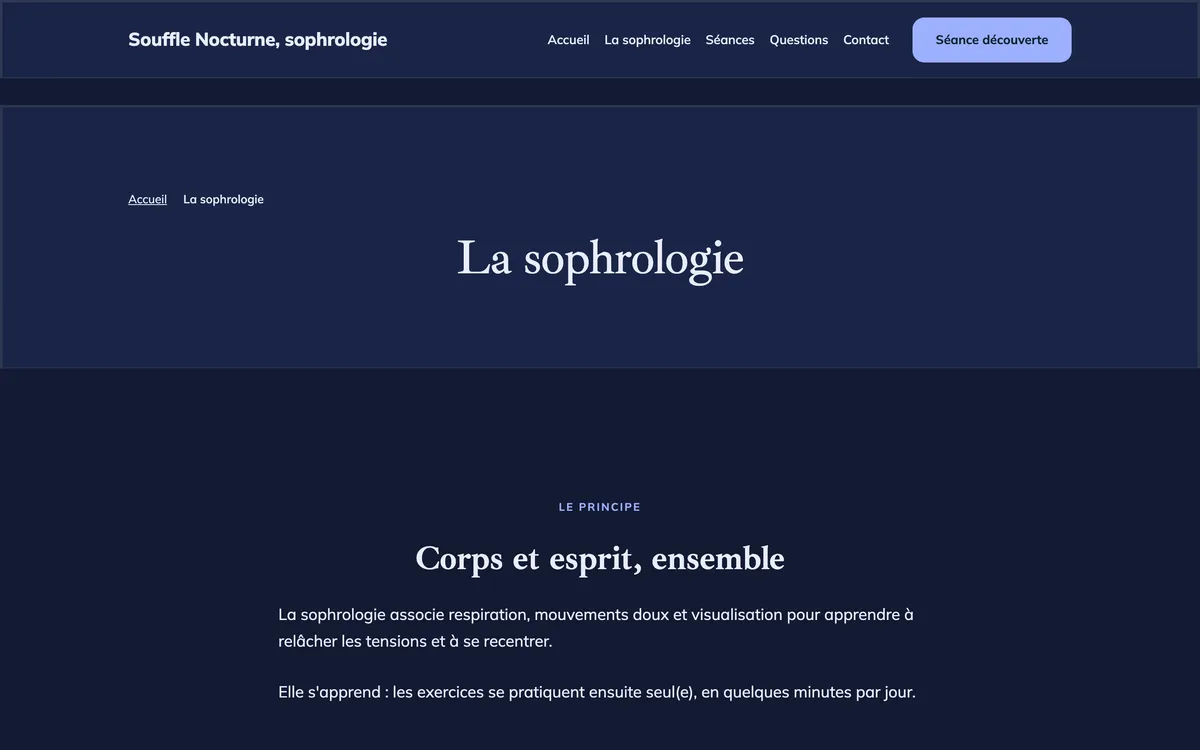 Souffle Nocturne, sophrologie
Accueil La sophrologie Séances Questions Contact Séance découverte
Accueil La sophrologie
La sophrologie
LE PRINCIPE
Corps et esprit, ensemble
La sophrologie associe respiration, mouvements doux et visualisation pour apprendre à
relâcher les tensions et à se recentrer.
Elle s'apprend : les exercices se pratiquent ensuite seul(e), en quelques minutes par jour.